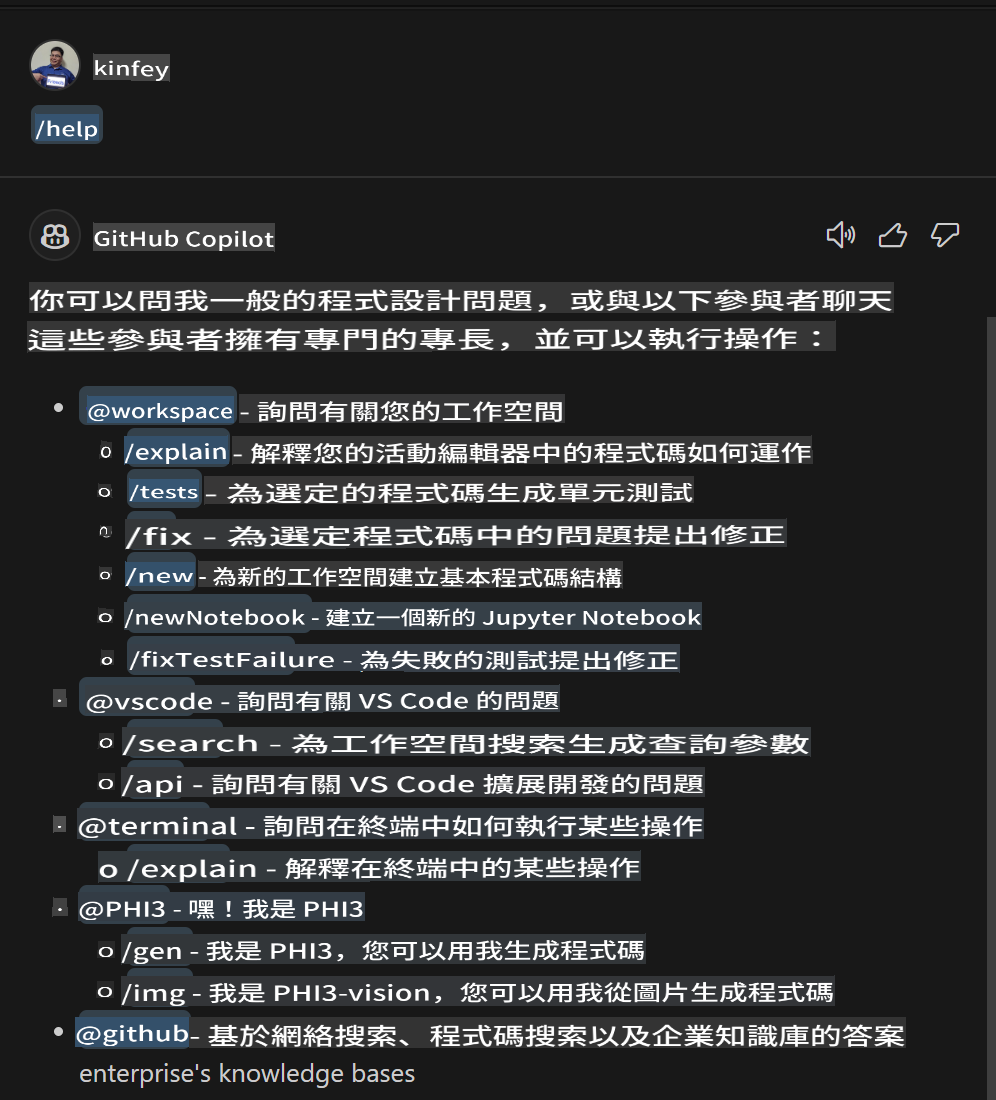 kinfey
/help
GitHub Copilot
你可以問我一般的程式設計問題，或與以下參與者聊天
這些參與者擁有專門的專長，並可以執行操作：
• @workspace - 詢問有關您的工作空間
o /explain - 解釋您的活動編輯器中的程式碼如何運作
o /tests - 為選定的程式碼生成單元測試
o /fix - 為選定程式碼中的問題提出修正
o /new - 為新的工作空間建立基本程式碼結構
o /newNotebook - 建立一個新的 Jupyter Notebook
o /fixTestFailure - 為失敗的測試提出修正
· @vscode - 詢問有關 VS Code 的問題
o /search - 為工作空間搜索生成查詢參數
o /api - 詢問有關 VS Code 擴展開發的問題
· @terminal - 詢問在終端中如何執行某些操作
o /explain - 解釋在終端中的某些操作
· @PHI3 - 嘿！我是 PHI3
o /gen - 我是 PHI3，您可以用我生成程式碼
o /img - 我是 PHI3-vision，您可以用我從圖片生成程式碼
• @github - 基於網絡搜索、程式碼搜索以及企業知識庫的答案
enterprise's knowledge bases